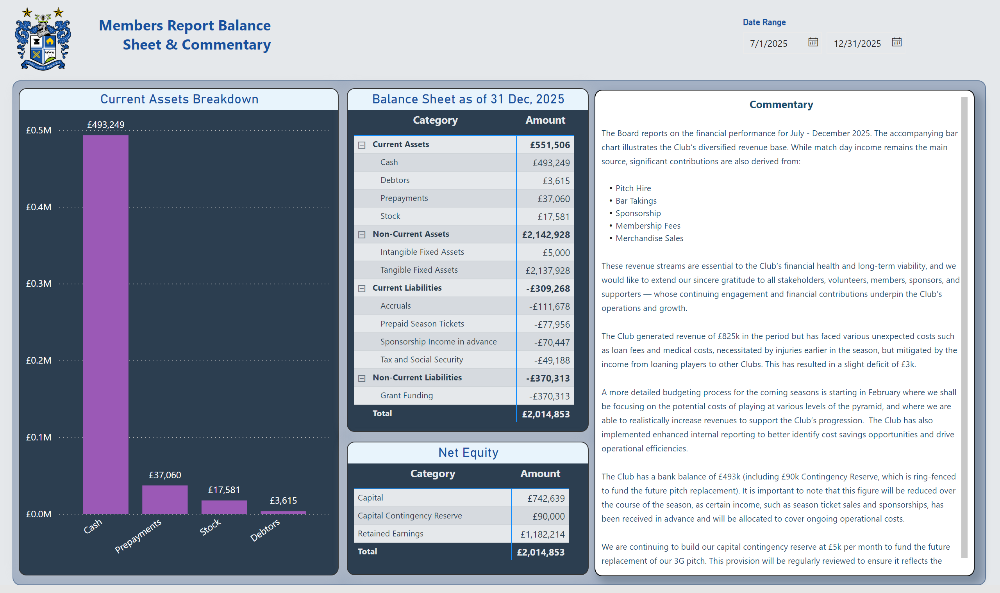 Members Report Balance
Sheet & Commentary
Date Range
7/1/2025
12/31/2025
VINCIT - OMNIA - INDUSTRIA
Current Assets Breakdown
£0.5M
£0.4M
£0.3M
£0.2M
£0.1M
£0.0M
£493,249
£37,060
£17,581
£3,615
Cash
Prepayments
Stock
Debtors
Balance Sheet as of 31 Dec, 2025
Category Amount
Current Assets £551,506
Cash £493,249
Debtors £3,615
Prepayments £37,060
Stock £17,581
Non-Current Assets £2,142,928
Intangible Fixed Assets £5,000
Tangible Fixed Assets £2,137,928
Current Liabilities -£309,268
Accruals -£111,678
Prepaid Season Tickets -£77,956
Sponsorship Income in advance -£70,447
Tax and Social Security -£49,188
Non-Current Liabilities -£370,313
Grant Funding -£370,313
Total £2,014,853
Net Equity
Category Amount
Capital £742,639
Capital Contingency Reserve £90,000
Retained Earnings £1,182,214
Total £2,014,853
Commentary
The Board reports on the financial performance for July - December 2025. The accompanying bar
chart illustrates the Club’s diversified revenue base. While match day income remains the main
source, significant contributions are also derived from:
• Pitch Hire
• Bar Takings
• Sponsorship
• Membership Fees
• Merchandise Sales
These revenue streams are essential to the Club’s financial health and long-term viability, and we
would like to extend our sincere gratitude to all stakeholders, volunteers, members, sponsors, and
supporters — whose continuing engagement and financial contributions underpin the Club’s
operations and growth.
The Club generated revenue of £825k in the period but has faced various unexpected costs such
as loan fees and medical costs, necessitated by injuries earlier in the season, but mitigated by the
income from loaning players to other Clubs. This has resulted in a slight deficit of £3k.
A more detailed budgeting process for the coming seasons is starting in February where we shall
be focusing on the potential costs of playing at various levels of the pyramid, and where we are
able to realistically increase revenues to support the Club’s progression.  The Club has also
implemented enhanced internal reporting to better identify cost savings opportunities and drive
operational efficiencies.
The Club has a bank balance of £493k (including £90k Contingency Reserve, which is ring-fenced
to fund the future pitch replacement). It is important to note that this figure will be reduced over
the course of the season, as certain income, such as season ticket sales and sponsorships, has
been received in advance and will be allocated to cover ongoing operational costs.
We are continuing to build our capital contingency reserve at £5k per month to fund the future
replacement of our 3G pitch. This provision will be regularly reviewed to ensure it reflects the